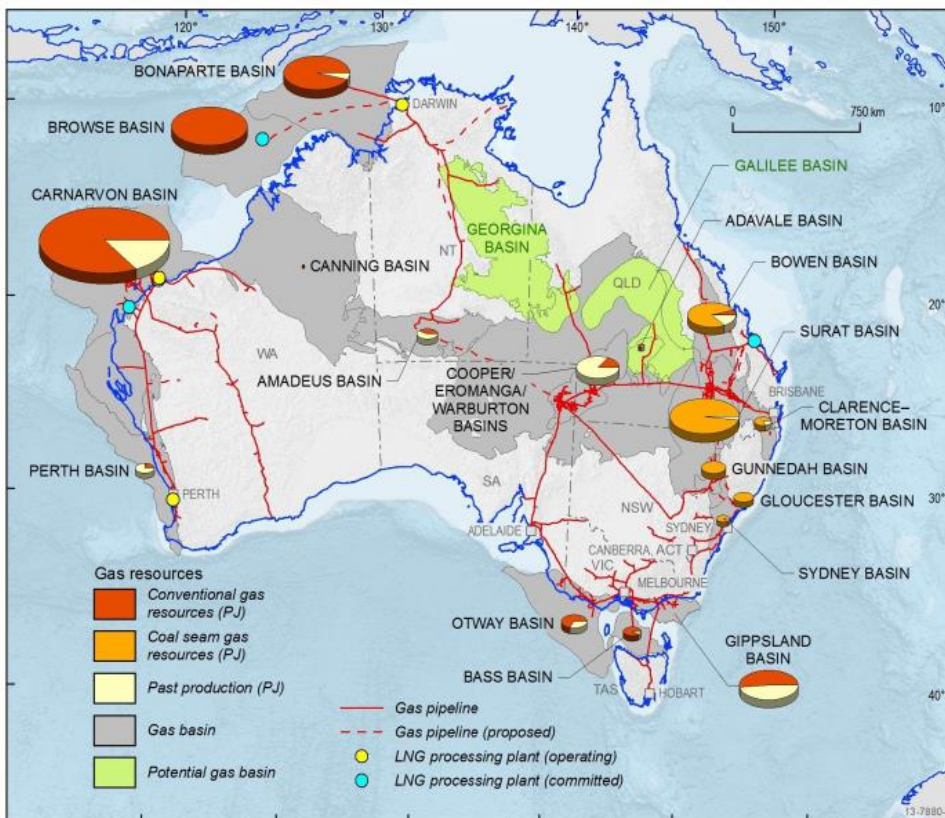 120°
130°
140°
150°
BONAPARTE BASIN
DARWIN
10°
0
750 km
BROWSE BASIN
GALILEE BASIN
CARNARVON BASIN
ADAVALE BASIN
GEORGINA
BASIN
NT
BOWEN BASIN
CANNING BASIN
QLD
20°
SURAT BASIN
WA
AMADEUS BASIN
COOPER/
EROMANGA/
WARBURTON
BASINS
BRISBANE
CLARENCE–
MORETON BASIN
PERTH BASIN
GUNNEDAH BASIN
SA
PERTH
GLOUCESTER BASIN
30°
NSW
ADELAIDE
SYDNEY
CANBERRA, ACT
VIC
SYDNEY BASIN
MELBOURNE
OTWAY BASIN
GIPPSLAND
BASIN
BASS BASIN
TAS
HOBART
40°
Gas resources
Conventional gas
resources (PJ)
Coal seam gas
resources (PJ)
Past production (PJ)
Gas basin
Potential gas basin
Gas pipeline
Gas pipeline (proposed)
LNG processing plant (operating)
LNG processing plant (committed)
13-7880-